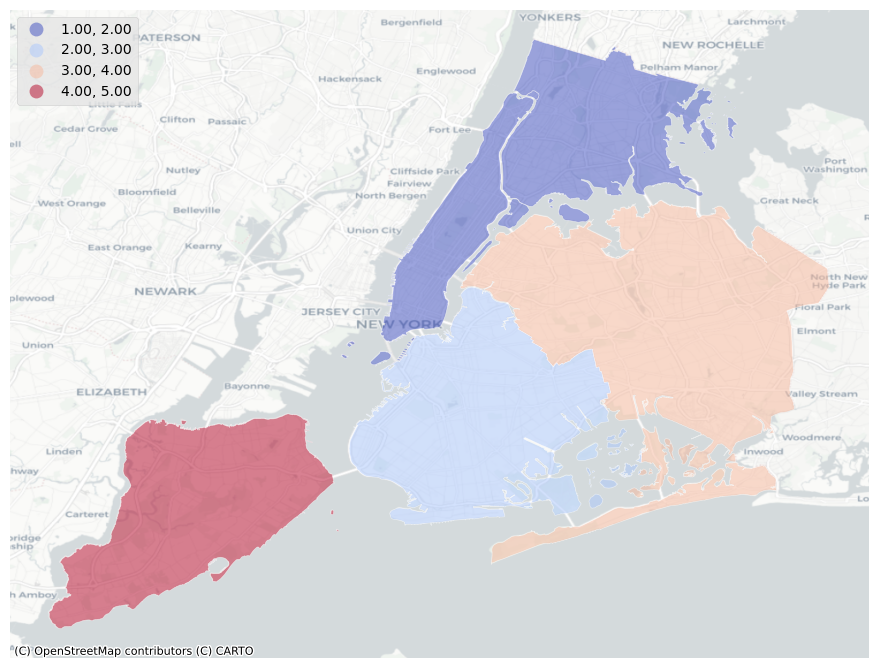 1.00, 2.00
2.00, 3.00
3.00, 4.00
4.00, 5.00
YONKERS
Bergenfield
Larchmont
PATERSON
NEW ROCHELLE
Pelham Manor
Hackensack
Englewood
Little Falls
Clifton
Passaic
Cedar Grove
Fort Lee
ell
Port
Washington
Nutley
Cliffside Park
Fairview
Bloomfield
North Bergen
West Orange
Great Neck
Belleville
Union City
East Orange
Kearny
North New
Hyde Park
NEWARK
plewood
Floral Park
JERSEY CITY
NEW YORK
Elmont
Union
Bayonne
ELIZABETH
Valley Stream
Woodmere
Linden
Inwood
hway
Lo
Carteret
bridge
ship
h Amboy
(C) OpenStreetMap contributors (C) CARTO